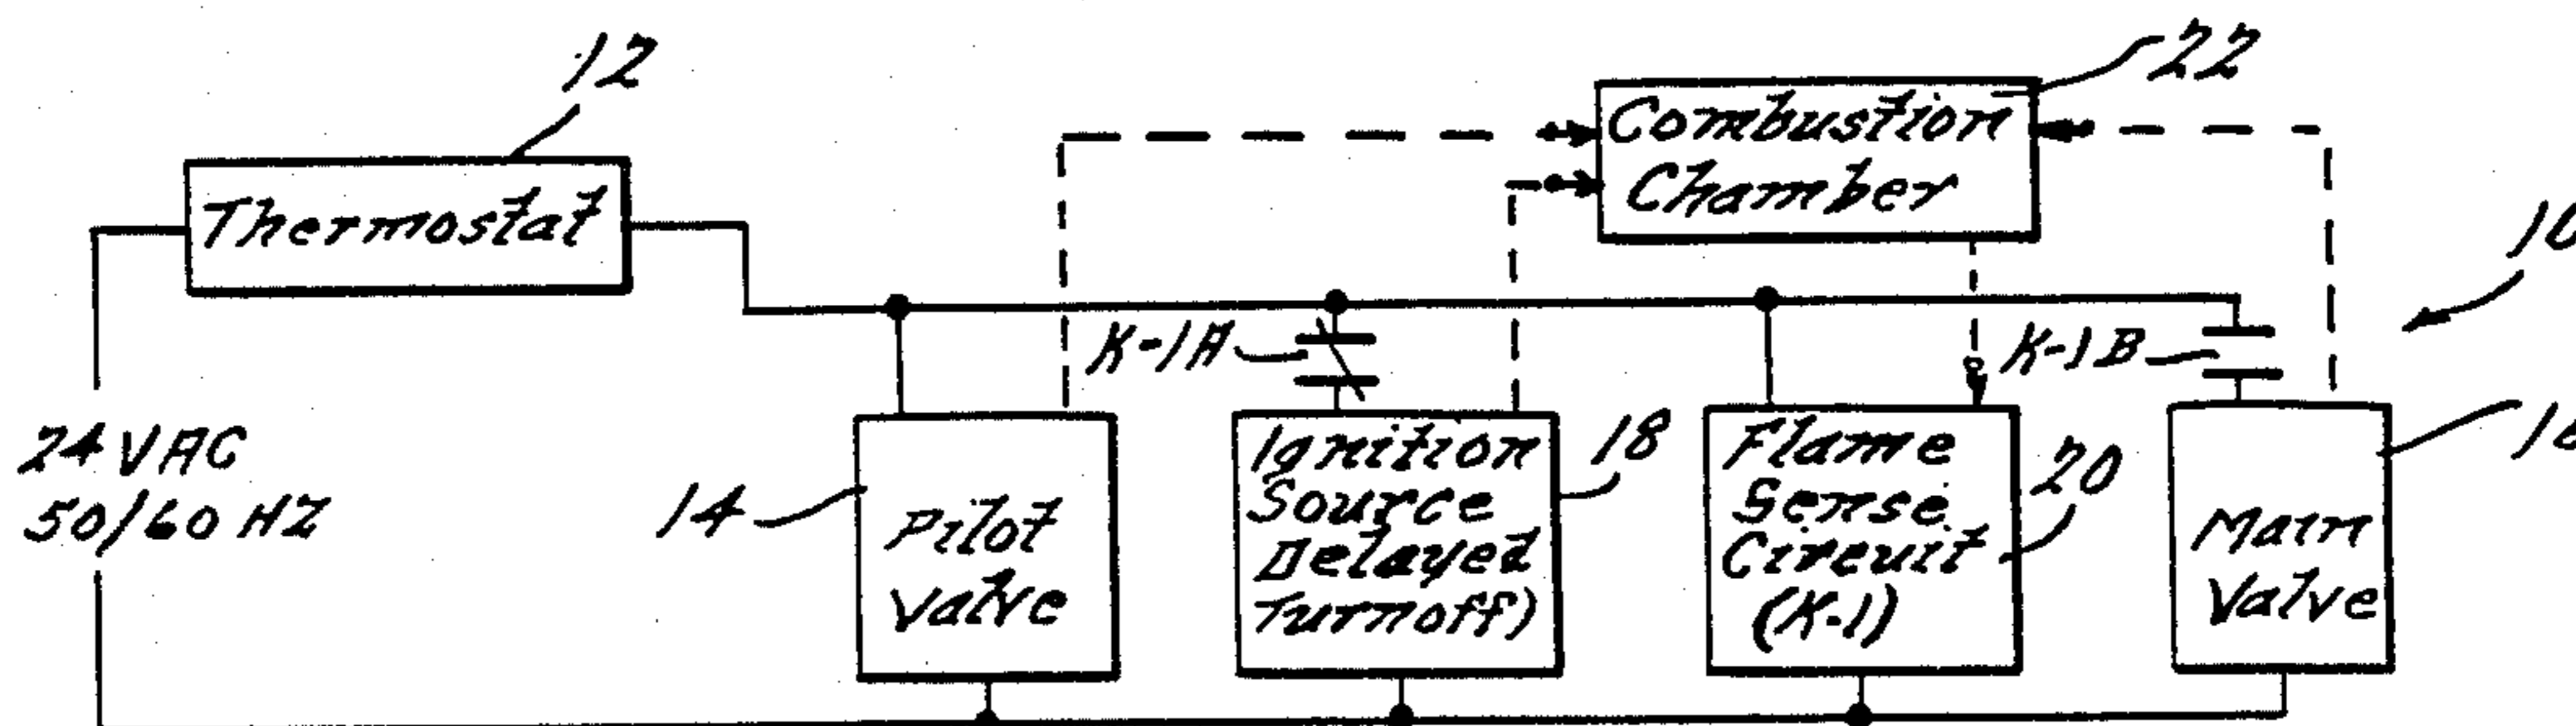 12
22
Thermostat
Combustion
Chamber
K-1A
K-1B
24 VAC
50/60 HZ
14
Pilot
Valve
Ignition
Source
Delayed
Turnoff)
18
Flame
Sense
Circuit
(K-1)
20
Main
Valve